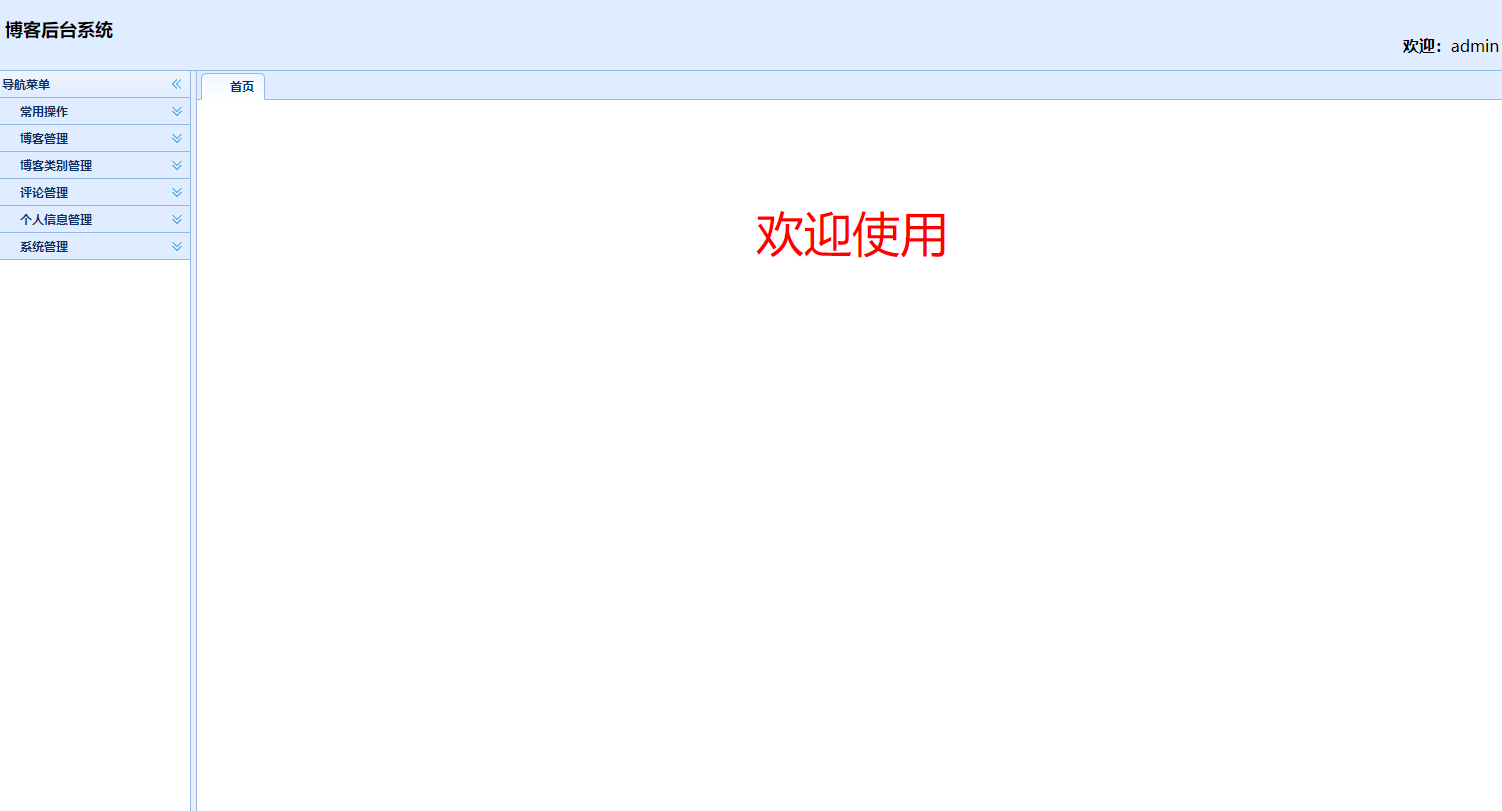 博客后台系统
欢迎：admin
导航菜单
首页
常用操作
博客管理
博客类别管理
评论管理
个人信息管理
系统管理
欢迎使用